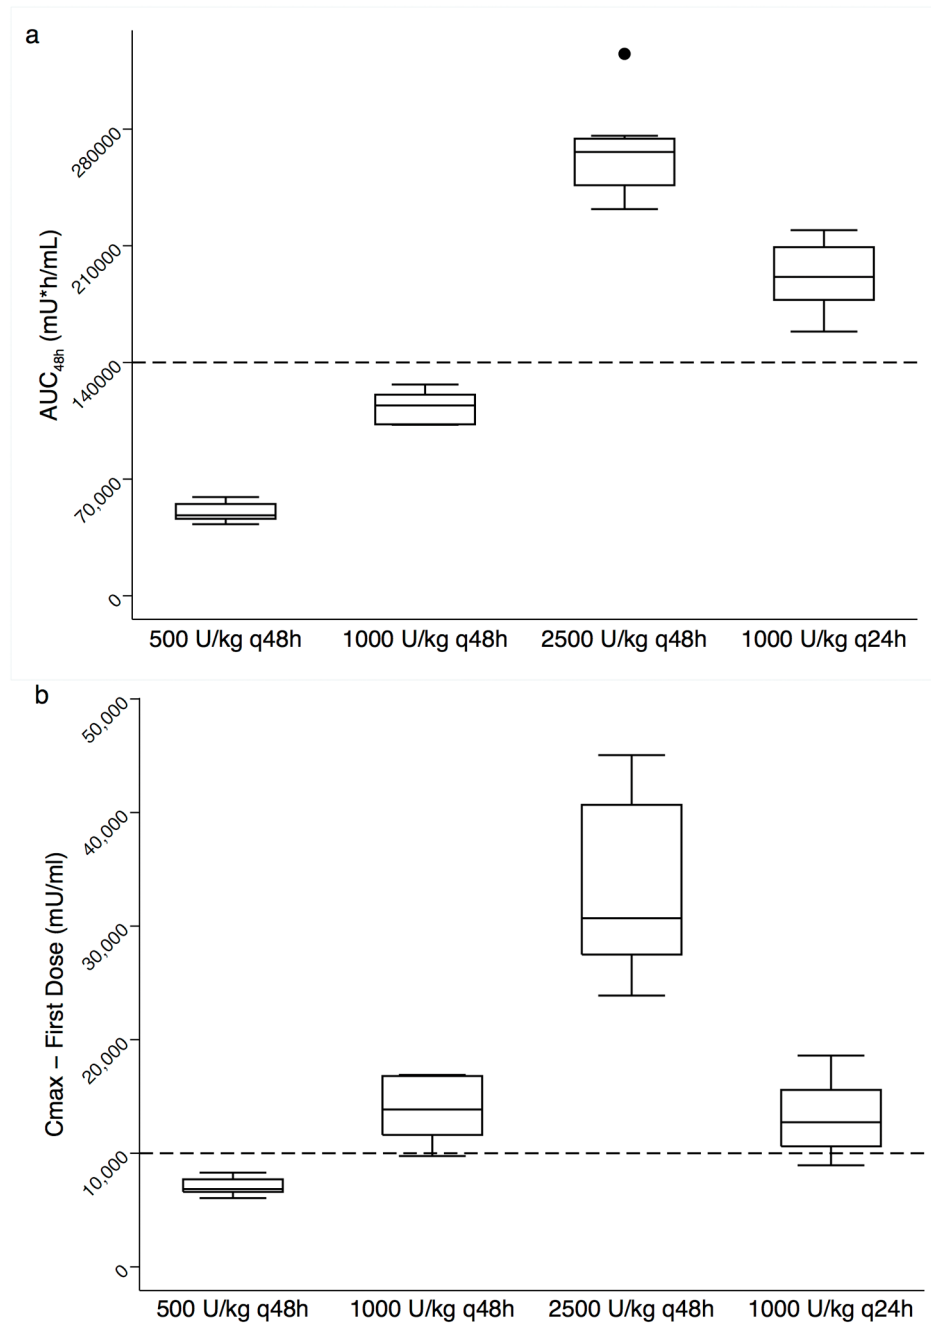 a
AUC48h (mU*h/mL)
280000
210000
140000
70,000
0
500 U/kg q48h 1000 U/kg q48h 2500 U/kg q48h 1000 U/kg q24h
b
Cmax – First Dose (mU/ml)
50,000
40,000
30,000
20,000
10,000
0
500 U/kg q48h 1000 U/kg q48h 2500 U/kg q48h 1000 U/kg q24h